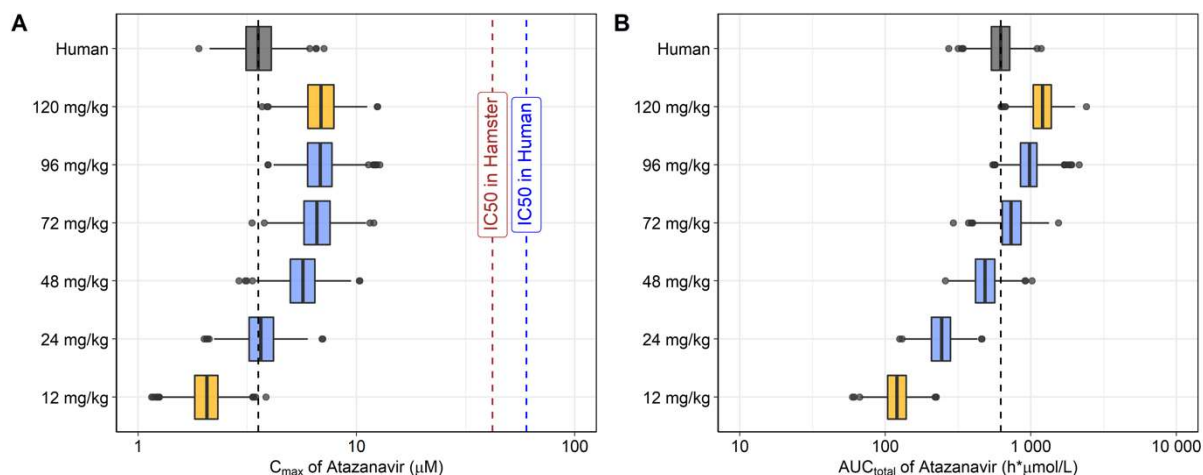 A
Human
120 mg/kg
96 mg/kg
72 mg/kg
48 mg/kg
24 mg/kg
12 mg/kg
IC50 in Hamster
IC50 in Human
1
10
100
Cmax of Atazanavir (μM)
B
Human
120 mg/kg
96 mg/kg
72 mg/kg
48 mg/kg
24 mg/kg
12 mg/kg
10
100
1 000
10 000
AUCtotal of Atazanavir (h*μmol/L)